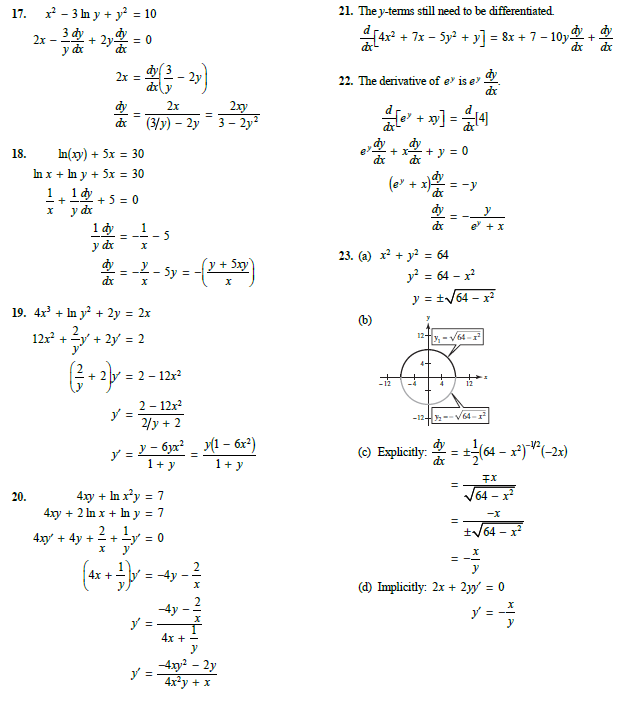 17. x² − 3 ln y + y² = 10
2x − 3/y dy/dx + 2y dy/dx = 0
2x = dy/dx(3/y − 2y)
dy/dx = 2x/((3/y) − 2y) = 2xy/(3 − 2y²)
18. ln(xy) + 5x = 30
ln x + ln y + 5x = 30
1/x + 1/y dy/dx + 5 = 0
1/y dy/dx = −1/x − 5
dy/dx = −y/x − 5y = −((y + 5xy)/x)
19. 4x³ + ln y² + 2y = 2x
12x² + 2/y y′ + 2y′ = 2
(2/y + 2)y′ = 2 − 12x²
y′ = (2 − 12x²)/(2/y + 2)
y′ = (y − 6yx²)/(1 + y) = y(1 − 6x²)/(1 + y)
20. 4xy + ln x²y = 7
4xy + 2 ln x + ln y = 7
4xy′ + 4y + 2/x + 1/y y′ = 0
(4x + 1/y)y′ = −4y − 2/x
y′ = (−4y − 2/x)/(4x + 1/y)
y′ = (−4xy² − 2y)/(4x²y + x)
21. The y-terms still need to be differentiated.
d/dx[4x² + 7x − 5y² + y] = 8x + 7 − 10y dy/dx + dy/dx
22. The derivative of e^y is e^y dy/dx.
d/dx[e^y + xy] = d/dx[4]
e^y dy/dx + x dy/dx + y = 0
(e^y + x) dy/dx = −y
dy/dx = −y/(e^y + x)
23. (a) x² + y² = 64
y² = 64 − x²
y = ±√(64 − x²)
(b)
y
12
y₁ = √(64 − x²)
4
−12 −4 4 12 x
−12
y₂ = −√(64 − x²)
(c) Explicitly: dy/dx = ±1/2(64 − x²)^(−1/2)(−2x)
= ∓x/√(64 − x²)
= −x/±√(64 − x²)
= −x/y
(d) Implicitly: 2x + 2yy′ = 0
y′ = −x/y